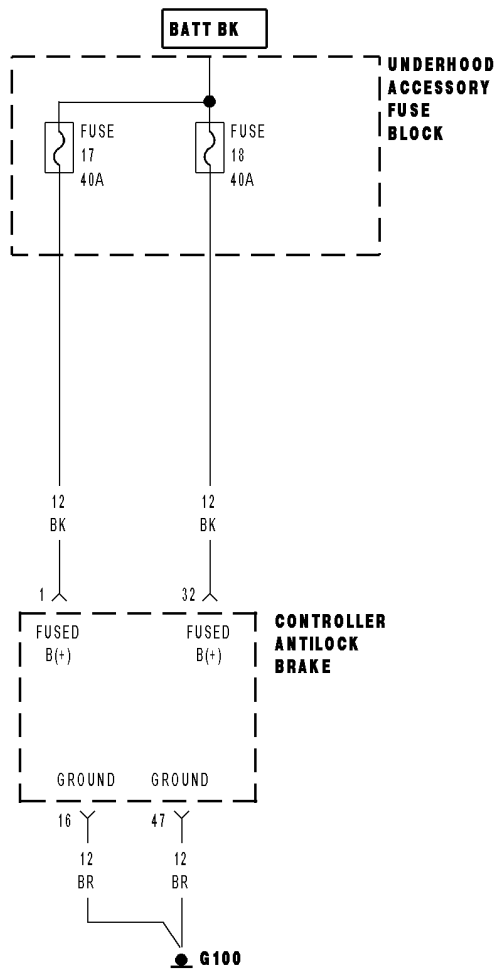 BATT BK
UNDERHOOD
ACCESSORY
FUSE
BLOCK
FUSE
17
40A
FUSE
18
40A
12
BK
12
BK
1
32
FUSED
B(+)
FUSED
B(+)
CONTROLLER
ANTILOCK
BRAKE
GROUND
GROUND
16
47
12
BR
12
BR
G100